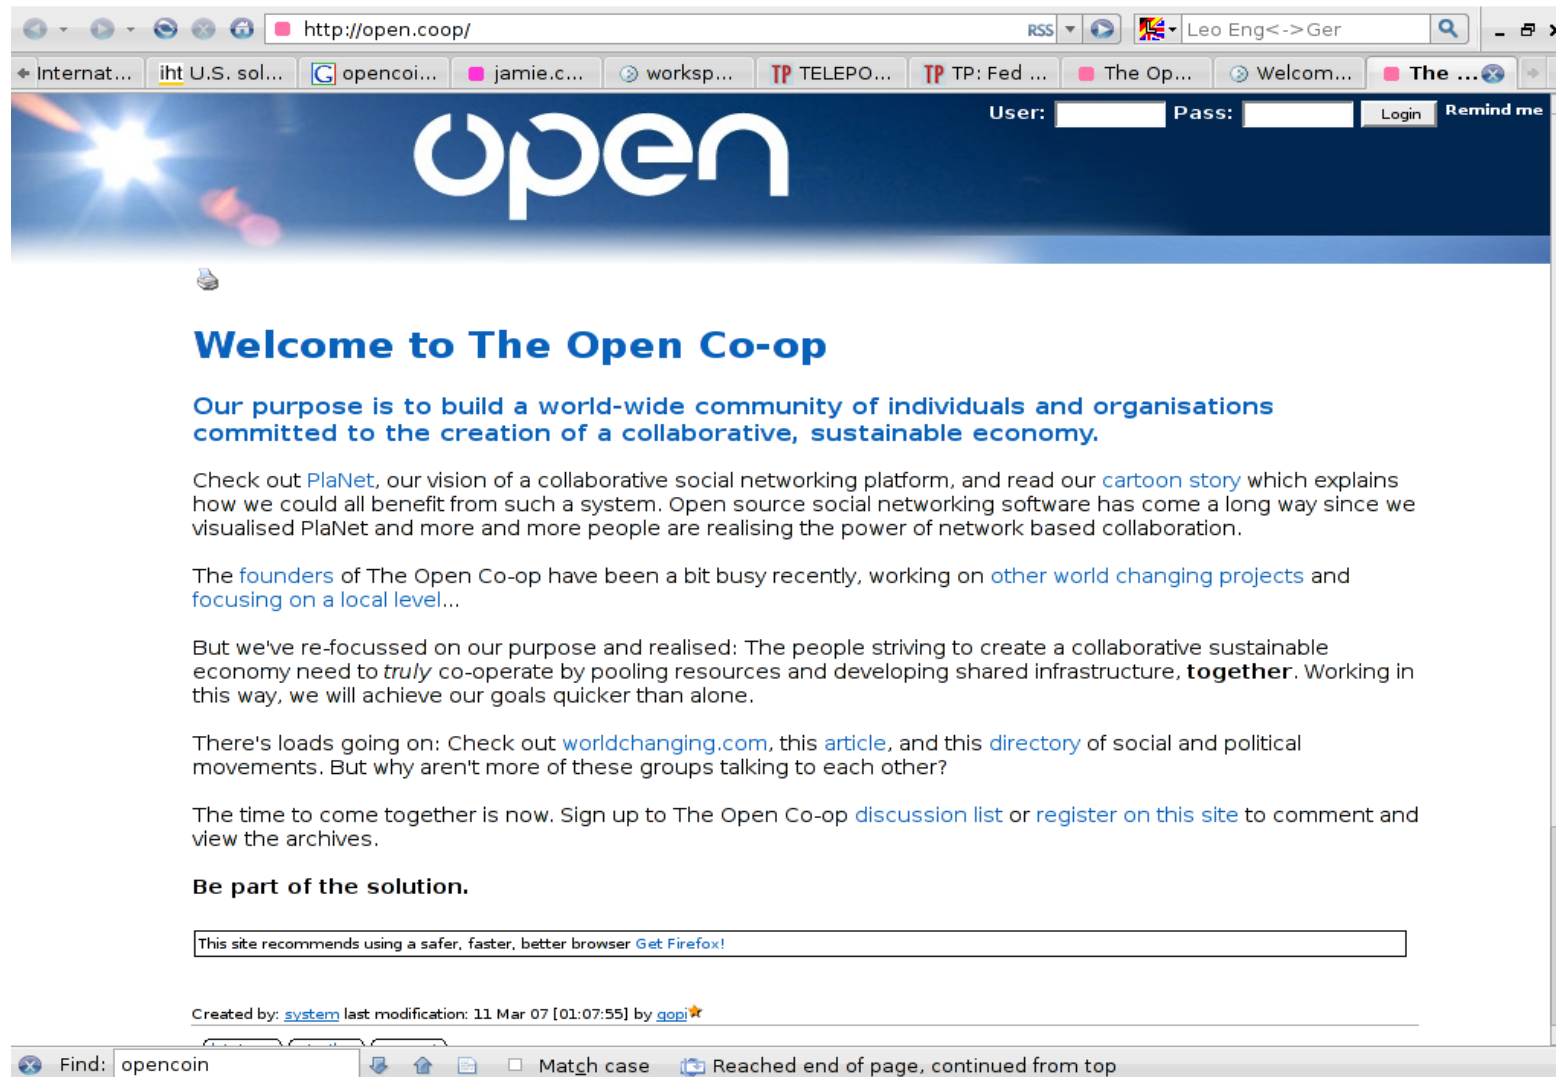 http://open.coop/ RSS Leo Eng<->Ger
Internat... iht U.S. sol... G opencoi... jamie.c... worksp... TP TELEPO... TP TP: Fed ... The Op... Welcom... The ...
open
User: Pass: Login Remind me
Welcome to The Open Co-op
Our purpose is to build a world-wide community of individuals and organisations
committed to the creation of a collaborative, sustainable economy.
Check out PlaNet, our vision of a collaborative social networking platform, and read our cartoon story which explains
how we could all benefit from such a system. Open source social networking software has come a long way since we
visualised PlaNet and more and more people are realising the power of network based collaboration.
The founders of The Open Co-op have been a bit busy recently, working on other world changing projects and
focusing on a local level...
But we've re-focussed on our purpose and realised: The people striving to create a collaborative sustainable
economy need to truly co-operate by pooling resources and developing shared infrastructure, together. Working in
this way, we will achieve our goals quicker than alone.
There's loads going on: Check out worldchanging.com, this article, and this directory of social and political
movements. But why aren't more of these groups talking to each other?
The time to come together is now. Sign up to The Open Co-op discussion list or register on this site to comment and
view the archives.
Be part of the solution.
This site recommends using a safer, faster, better browser Get Firefox!
Created by: system last modification: 11 Mar 07 [01:07:55] by gopi
Find: opencoin Match case Reached end of page, continued from top